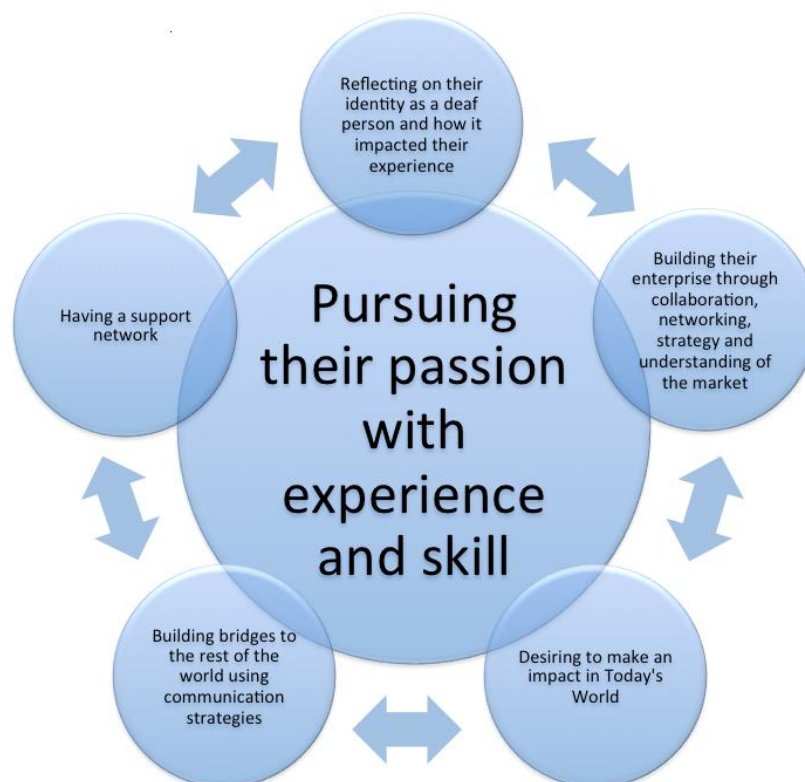 Reflecting on their
identity as a deaf
person and how it
impacted their
experience
Building their
enterprise through
collaboration,
networking,
strategy and
understanding of
the market
Having a support
network
Pursuing
their passion
with
experience
and skill
Building bridges to
the rest of the
world using
communication
strategies
Desiring to make an
impact in Today's
World